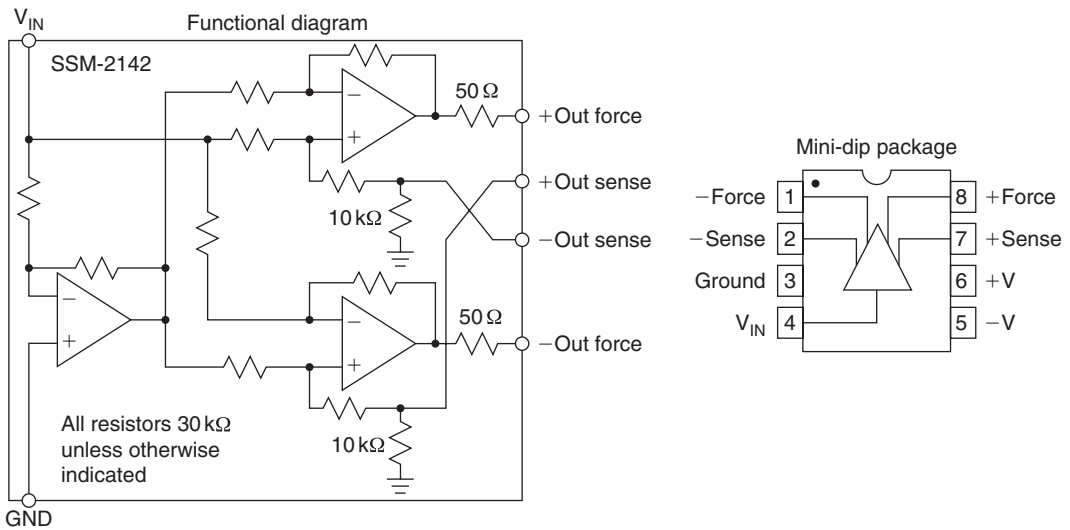 V_IN
Functional diagram
SSM-2142
50 Ω
+Out force
+Out sense
10 kΩ
−Out sense
50 Ω
−Out force
10 kΩ
All resistors 30 kΩ
unless otherwise
indicated
GND
−
+
−
+
−
+
Mini-dip package
−Force 1
8 +Force
−Sense 2
7 +Sense
Ground 3
6 +V
V_IN 4
5 −V